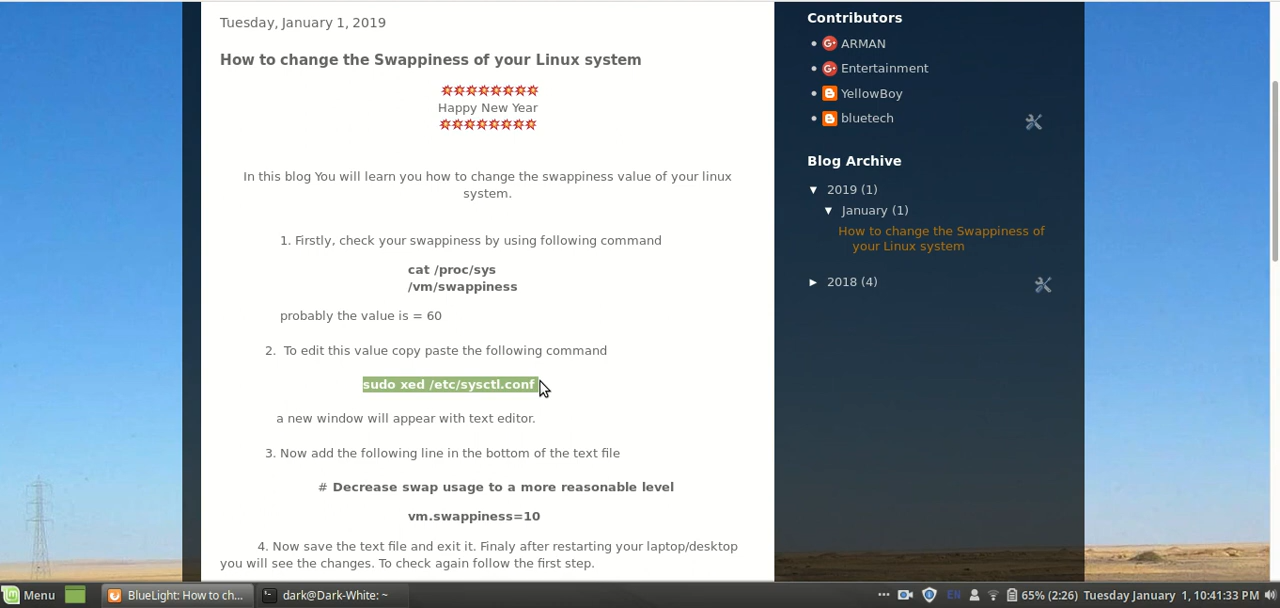 Tuesday, January 1, 2019
How to change the Swappiness of your Linux system
Happy New Year
In this blog You will learn you how to change the swappiness value of your linux
system.
1. Firstly, check your swappiness by using following command
cat /proc/sys
/vm/swappiness
probably the value is = 60
2. To edit this value copy paste the following command
sudo xed /etc/sysctl.conf
a new window will appear with text editor.
3. Now add the following line in the bottom of the text file
# Decrease swap usage to a more reasonable level
vm.swappiness=10
4. Now save the text file and exit it. Finaly after restarting your laptop/desktop
you will see the changes. To check again follow the first step.
Contributors
G+ ARMAN
G+ Entertainment
YellowBoy
bluetech
Blog Archive
▼ 2019 (1)
▼ January (1)
How to change the Swappiness of
your Linux system
► 2018 (4)
Menu
BlueLight: How to ch...
dark@Dark-White: ~
EN
65% (2:26)
Tuesday January 1, 10:41:33 PM